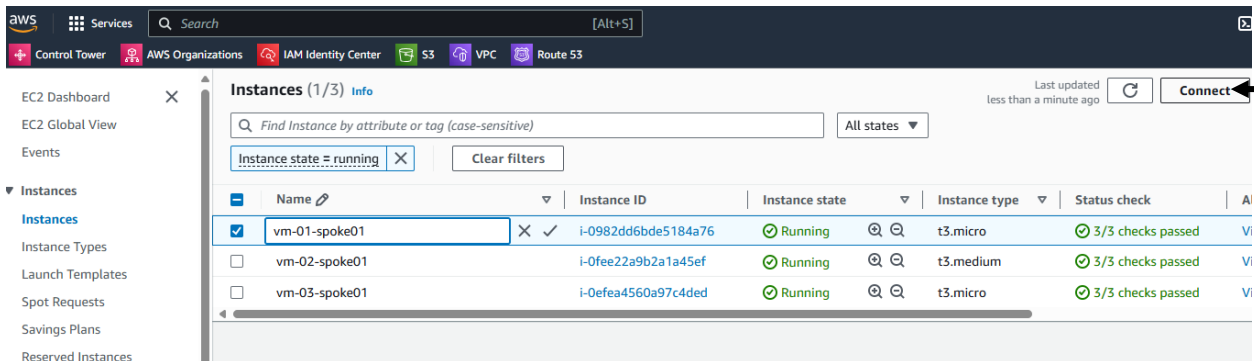 aws Services Search [Alt+S]
Control Tower AWS Organizations IAM Identity Center S3 VPC Route 53
EC2 Dashboard
EC2 Global View
Events
Instances
Instances
Instance Types
Launch Templates
Spot Requests
Savings Plans
Reserved Instances
Instances (1/3) Info
Last updated
less than a minute ago
Connect
Find Instance by attribute or tag (case-sensitive)
All states
Instance state = running
Clear filters
Name Instance ID Instance state Instance type Status check
vm-01-spoke01 i-0982dd6bde5184a76 Running t3.micro 3/3 checks passed
vm-02-spoke01 i-0fee22a9b2a1a45ef Running t3.medium 3/3 checks passed
vm-03-spoke01 i-0efea4560a97c4ded Running t3.micro 3/3 checks passed